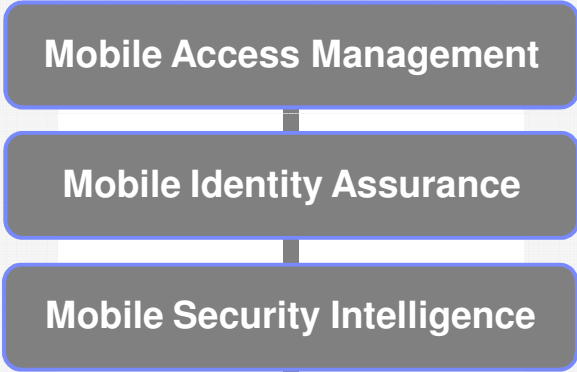 Mobile Access Management
Mobile Identity Assurance
Mobile Security Intelligence